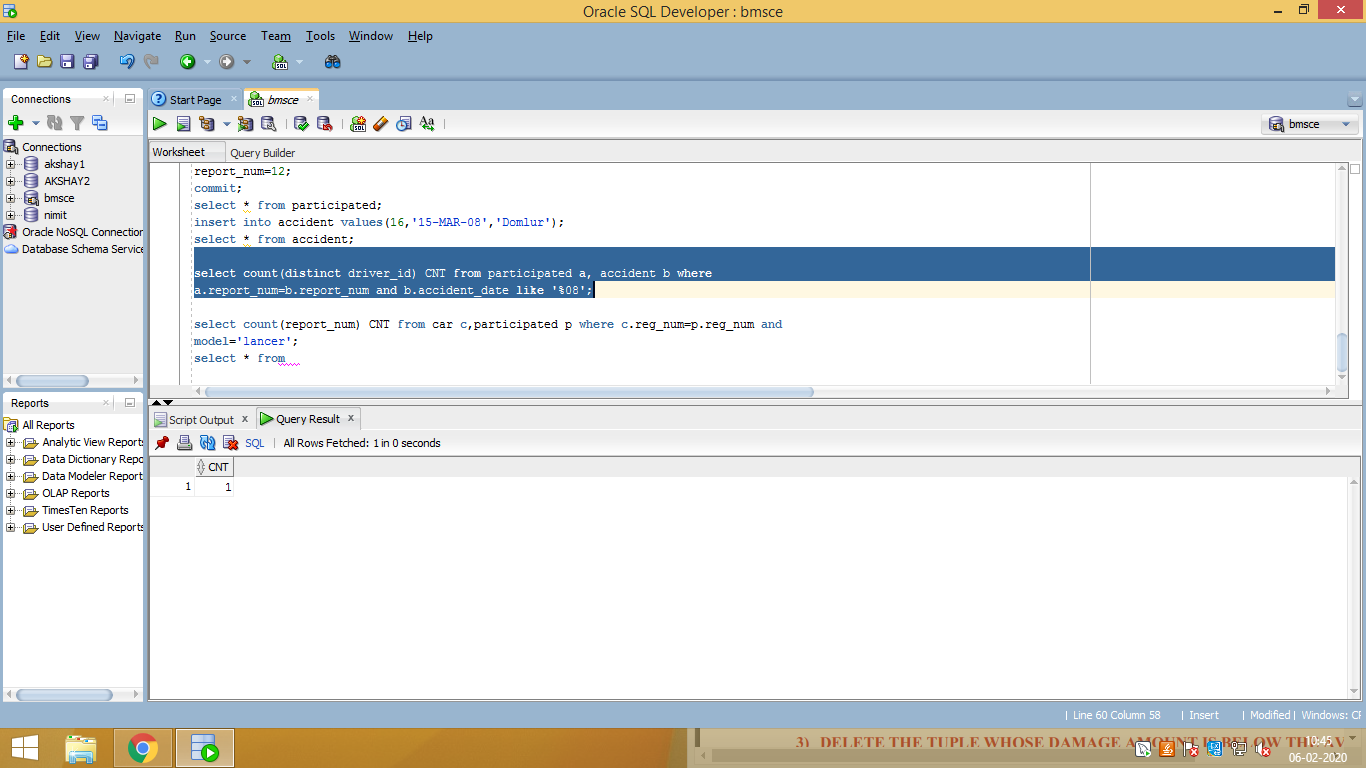 Oracle SQL Developer : bmsce
File Edit View Navigate Run Source Team Tools Window Help
Connections
Connections
akshay1
AKSHAY2
bmsce
nimit
Oracle NoSQL Connection
Database Schema Service
Reports
All Reports
Analytic View Reports
Data Dictionary Repo
Data Modeler Report
OLAP Reports
TimesTen Reports
User Defined Reports
Start Page bmsce
bmsce
Worksheet Query Builder
report_num=12;
commit;
select * from participated;
insert into accident values(16,'15-MAR-08','Domlur');
select * from accident;
select count(distinct driver_id) CNT from participated a, accident b where
a.report_num=b.report_num and b.accident_date like '%08';
select count(report_num) CNT from car c,participated p where c.reg_num=p.reg_num and
model='lancer';
select * from
Script Output x Query Result x
SQL | All Rows Fetched: 1 in 0 seconds
CNT
1 1
| Line 60 Column 58 | Insert | Modified | Windows: CF
3) DELETE THE TUPLE WHOSE DAMAGE AMOUNT IS BELOW THE AV
10:45
06-02-2020